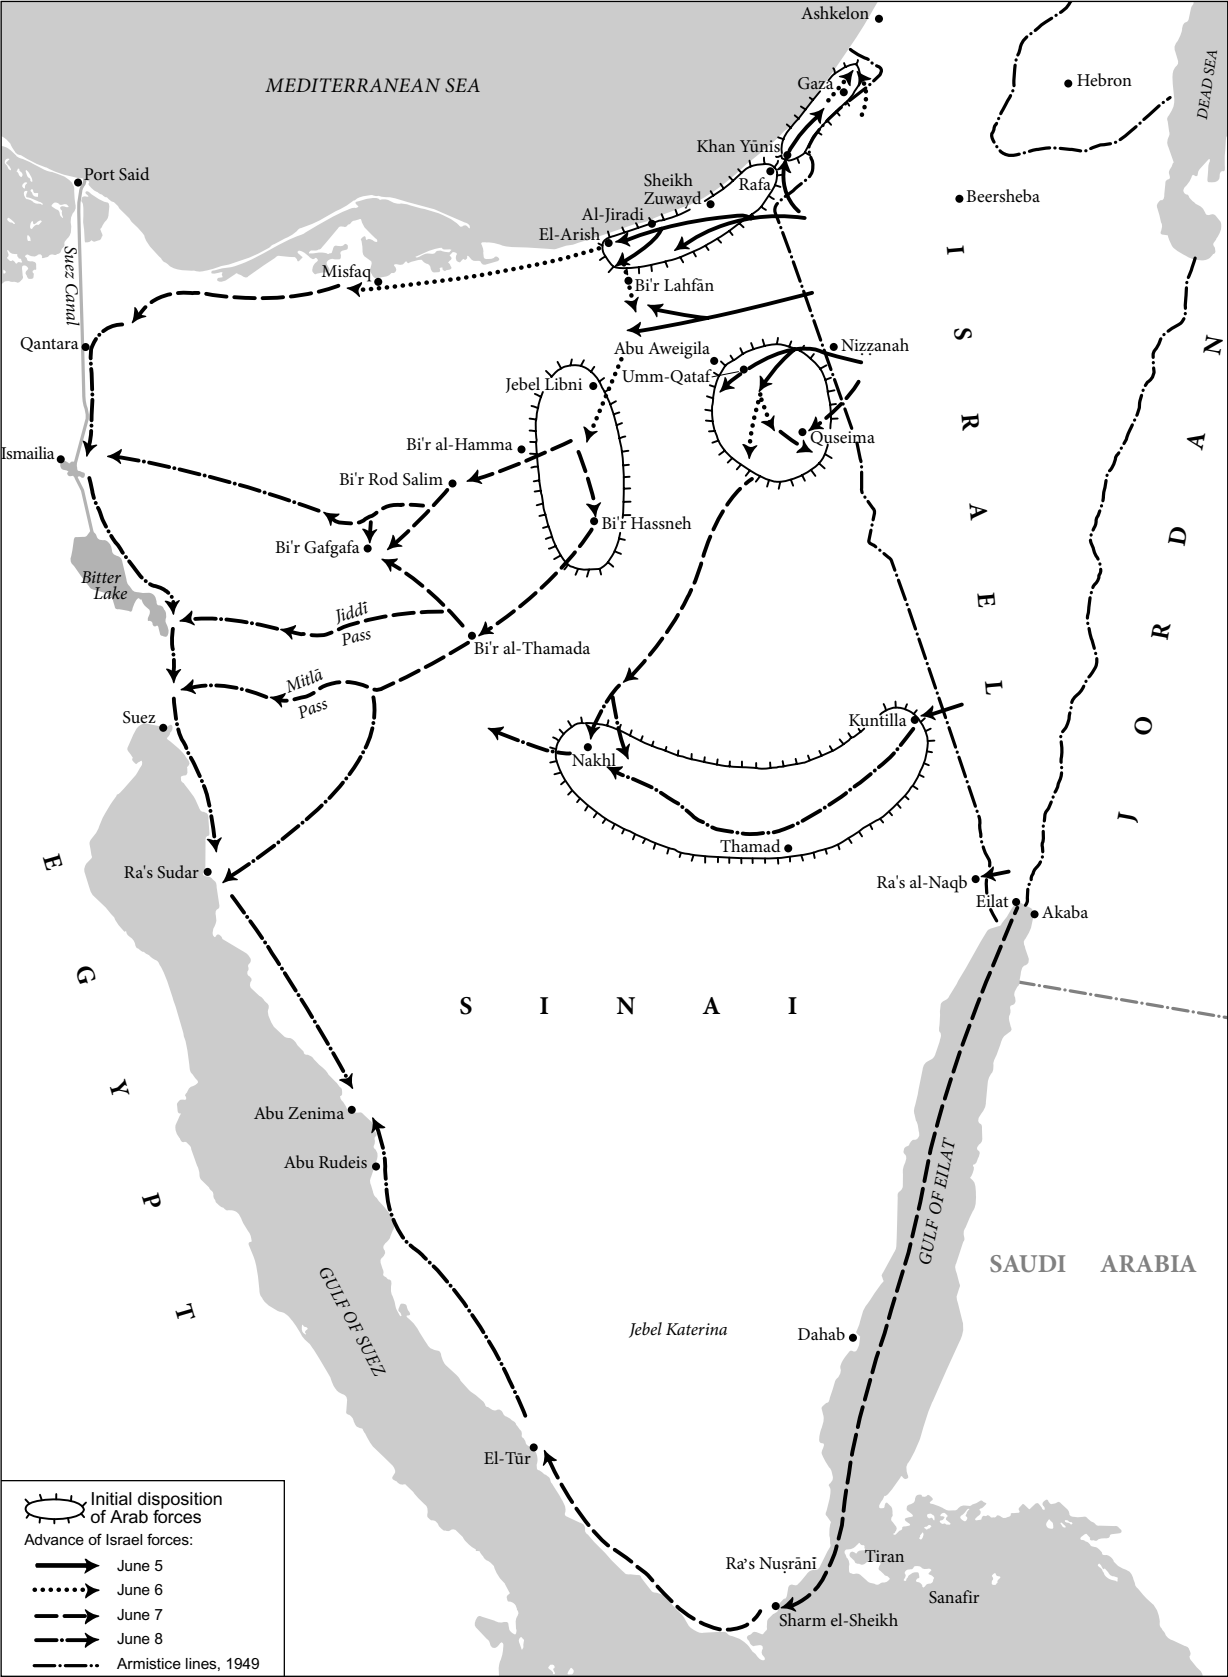 Ashkelon
MEDITERRANEAN SEA
Gaza
Hebron
DEAD SEA
Khan Yūnis
Port Said
Rafa
Sheikh
Zuwayd
Beersheba
Al-Jiradi
El-Arish
Suez Canal
Misfaq
Bi'r Lahfān
Qantara
Abu Aweigila
Nizẓanah
Umm-Qataf
Jebel Libni
Quseima
Bi'r al-Hamma
Ismailia
Bi'r Rod Salim
Bi'r Hassneh
Bi'r Gafgafa
Bitter
Lake
Jiddī
Pass
Bi'r al-Thamada
Mitlā
Pass
Suez
Kuntilla
Nakhl
Thamad
Ra's Sudar
Ra's al-Naqb
Eilat
Akaba
ISRAEL
JORDAN
SINAI
EGYPT
Abu Zenima
Abu Rudeis
GULF OF EILAT
SAUDI ARABIA
GULF OF SUEZ
Jebel Katerina
Dahab
El-Tūr
Ra's Nuṣrānī
Tiran
Sanafir
Sharm el-Sheikh
Initial disposition
of Arab forces
Advance of Israel forces:
June 5
June 6
June 7
June 8
Armistice lines, 1949